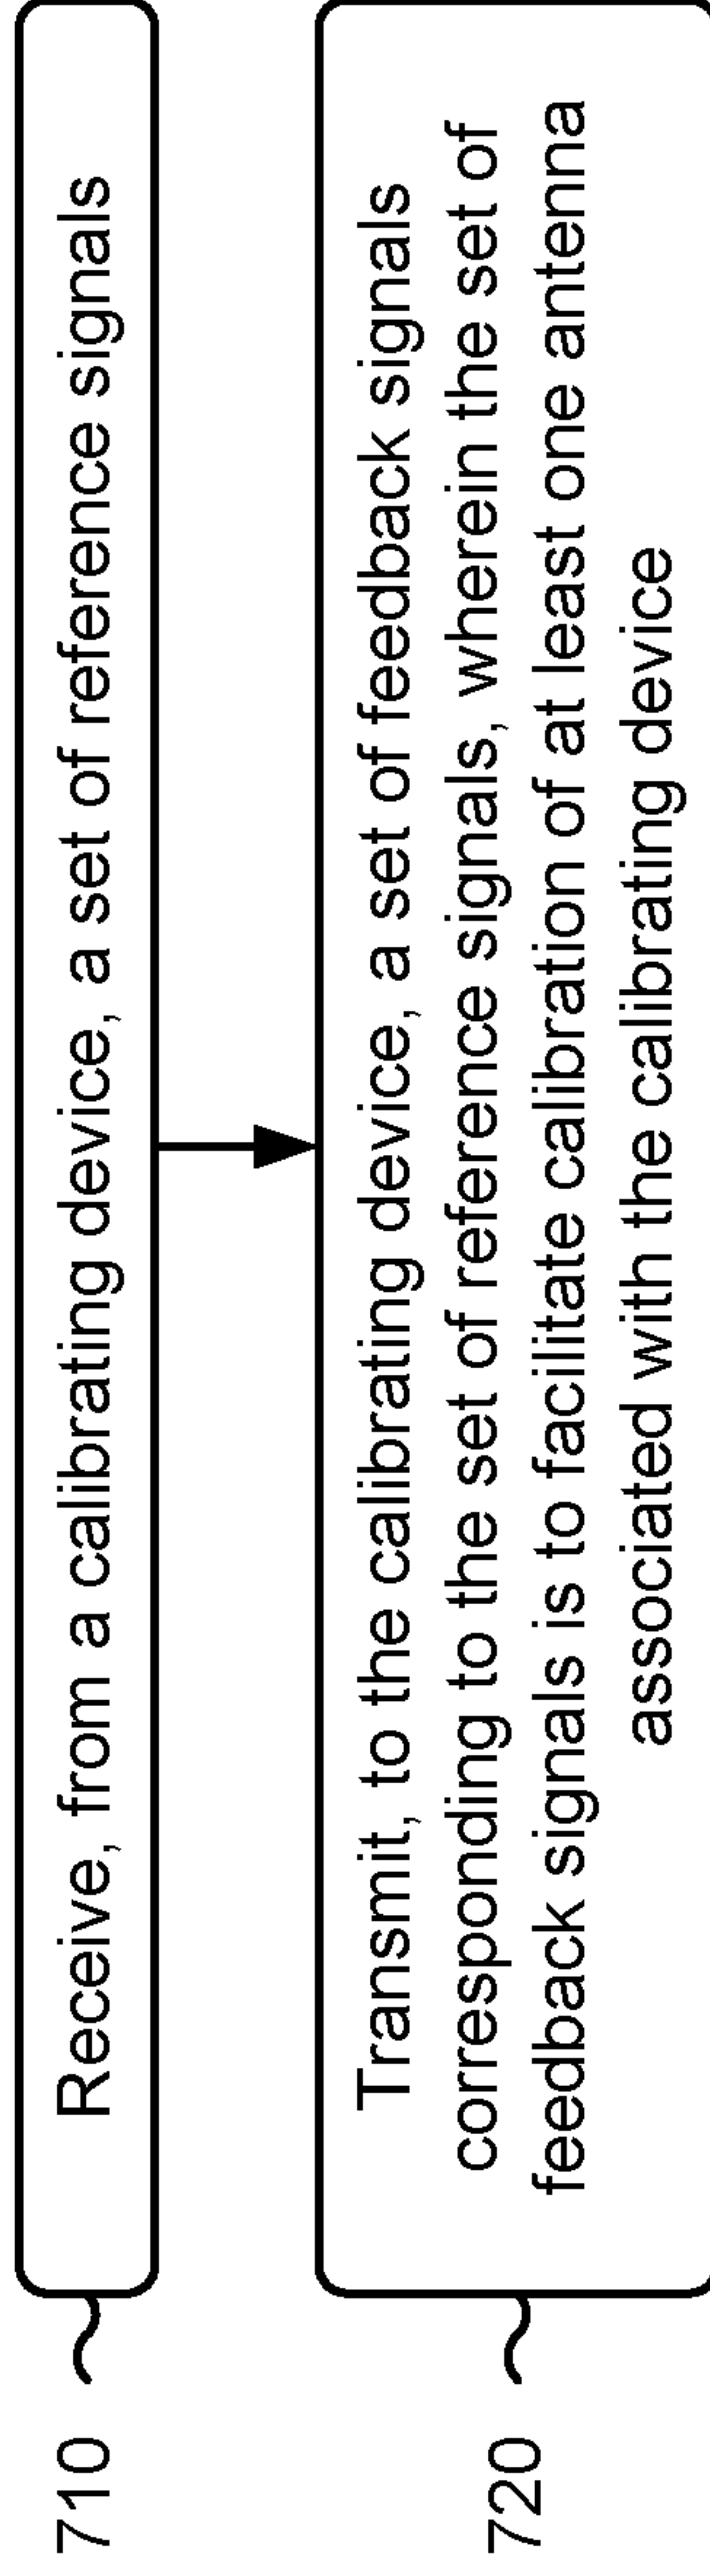 710
Receive, from a calibrating device, a set of reference signals
720
Transmit, to the calibrating device, a set of feedback signals
corresponding to the set of reference signals, wherein the set of
feedback signals is to facilitate calibration of at least one antenna
associated with the calibrating device